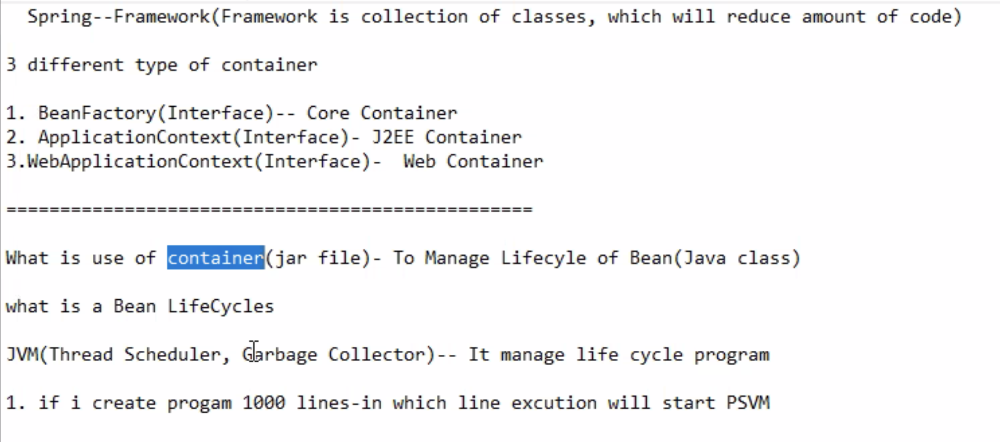 Spring--Framework(Framework is collection of classes, which will reduce amount of code)
3 different type of container
1. BeanFactory(Interface)-- Core Container
2. ApplicationContext(Interface)- J2EE Container
3.WebApplicationContext(Interface)-  Web Container
=================================================
What is use of container(jar file)- To Manage Lifecyle of Bean(Java class)
what is a Bean LifeCycles
JVM(Thread Scheduler, Garbage Collector)-- It manage life cycle program
1. if i create progam 1000 lines-in which line excution will start PSVM